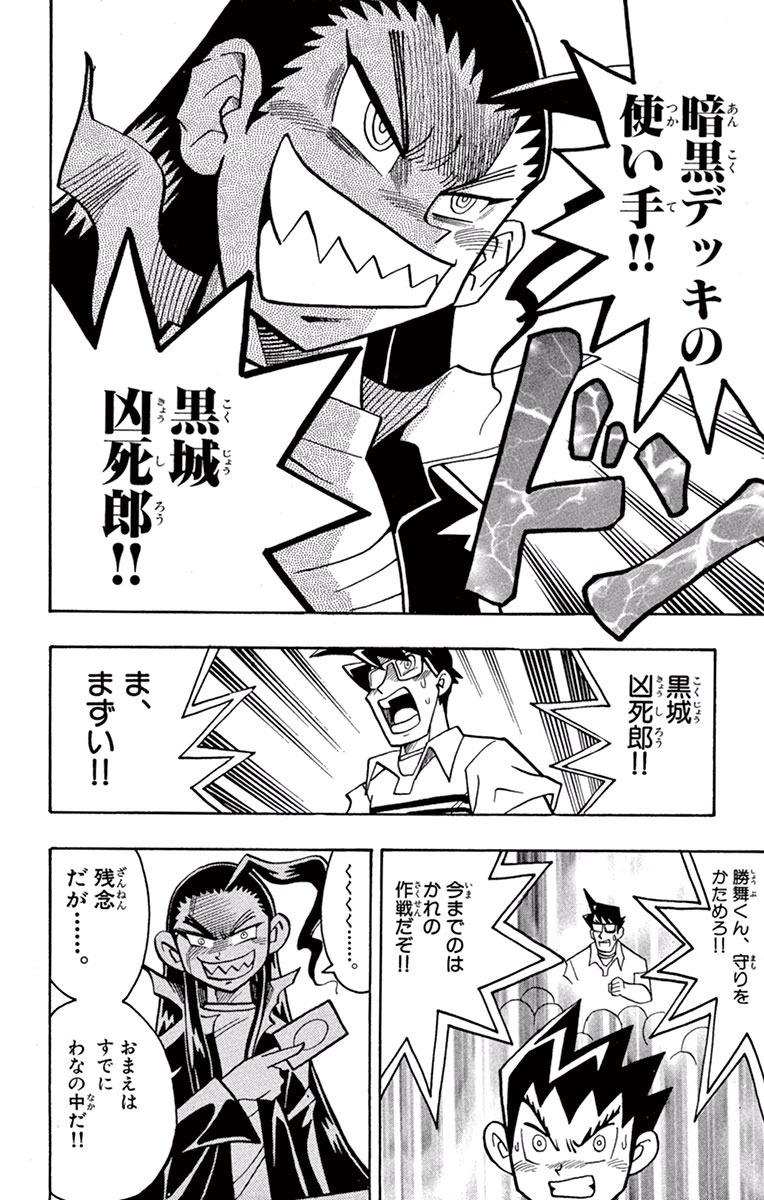 暗黒デッキの
使い手!!
黒城
凶死郎!!
ドドン
黒城
凶死郎!!
ま、
まずい!!
勝舞くん、守りを
かためろ!!
今までのは
かれの
作戦だぞ!!
く〜〜〜〜……。
残念
だが……。
おまえは
すでに
わなの中だ!!